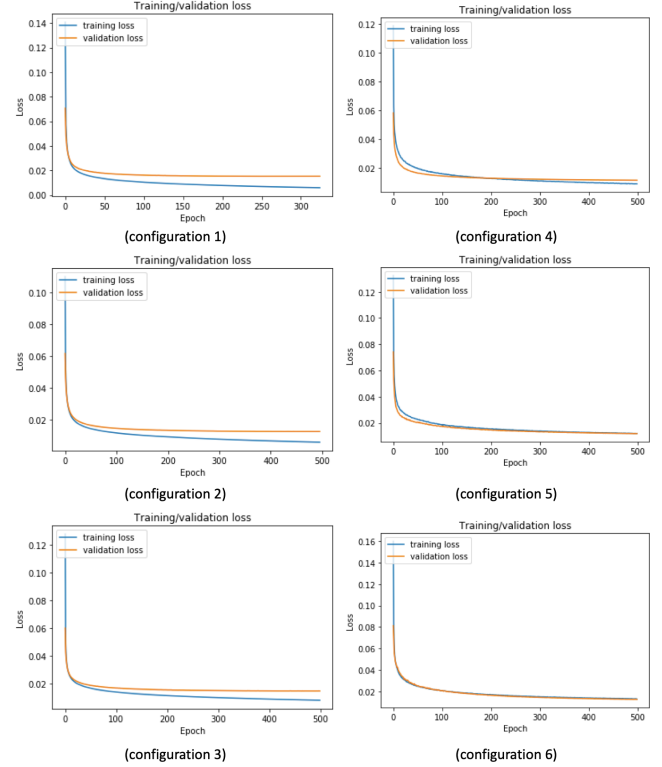 Training/validation loss
training loss
validation loss
0.14
0.12
0.10
0.08
0.06
0.04
0.02
0.00
Loss
0 50 100 150 200 250 300
Epoch
(configuration 1)
Training/validation loss
training loss
validation loss
0.12
0.10
0.08
0.06
0.04
0.02
Loss
0 100 200 300 400 500
Epoch
(configuration 4)
Training/validation loss
training loss
validation loss
0.10
0.08
0.06
0.04
0.02
Loss
0 100 200 300 400 500
Epoch
(configuration 2)
Training/validation loss
training loss
validation loss
0.12
0.10
0.08
0.06
0.04
0.02
Loss
0 100 200 300 400 500
Epoch
(configuration 5)
Training/validation loss
training loss
validation loss
0.12
0.10
0.08
0.06
0.04
0.02
Loss
0 100 200 300 400 500
Epoch
(configuration 3)
Training/validation loss
training loss
validation loss
0.16
0.14
0.12
0.10
0.08
0.06
0.04
0.02
Loss
0 100 200 300 400 500
Epoch
(configuration 6)